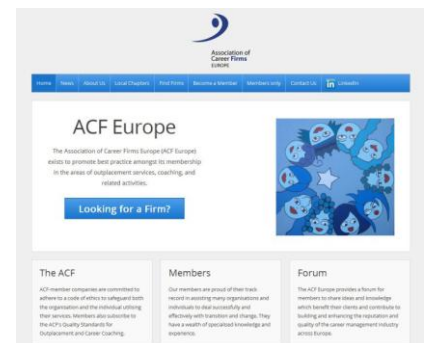 Association of
Career Firms
EUROPE
Home News About Us Local Chapters Find Firms Become a Member Members only Contact Us in LinkedIn
ACF Europe
The Association of Career Firms Europe (ACF Europe)
exists to promote best practice amongst its membership
in the areas of outplacement services, coaching, and
related activities.
Looking for a Firm?
The ACF
ACF member companies are committed to
adhere to a code of ethics to safeguard both
the organisation and the individual utilising
their services. Members also subscribe to
the ACF's Quality Standards for
Outplacement and Career Coaching.
Members
Our members are proud of their track
record in assisting many organisations and
individuals to deal successfully and
effectively with transition and change. They
have a wealth of specialised knowledge and
experience.
Forum
The ACF Europe provides a forum for
members to share ideas and knowledge
which benefit their clients and contribute to
building and enhancing the reputation and
quality of the career management industry
across Europe.